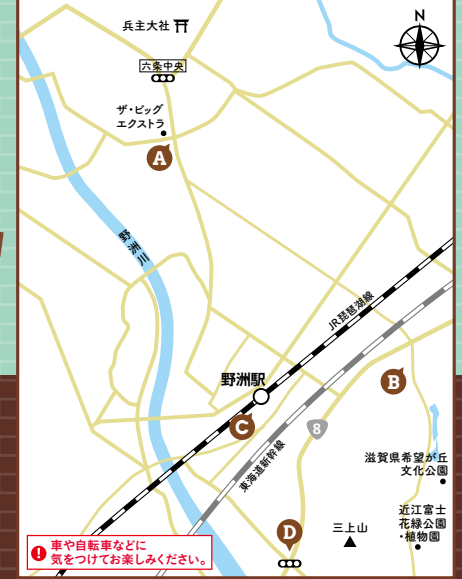 N
兵主大社
六条中央
ザ・ビッグ
エクストラ
A
野洲川
JR琵琶湖線
野洲駅
B
C
8
東海道新幹線
滋賀県希望が丘
文化公園
近江富士
花緑公園
・植物園
三上山
D
! 車や自転車などに
気をつけてお楽しみください。